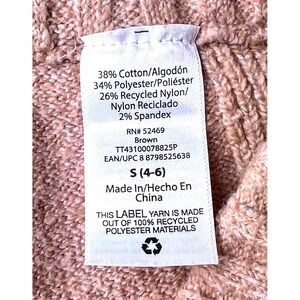 38% Cotton/Algodón
34% Polyester/Poliéster
26% Recycled Nylon/
Nylon Reciclado
2% Spandex
RN# 52469
Brown
TT43100078825P
EAN/UPC 8 8798525638
S (4-6)
Made In/Hecho En
China
THIS LABEL YARN IS MADE
OUT OF 100% RECYCLED
POLYESTER MATERIALS